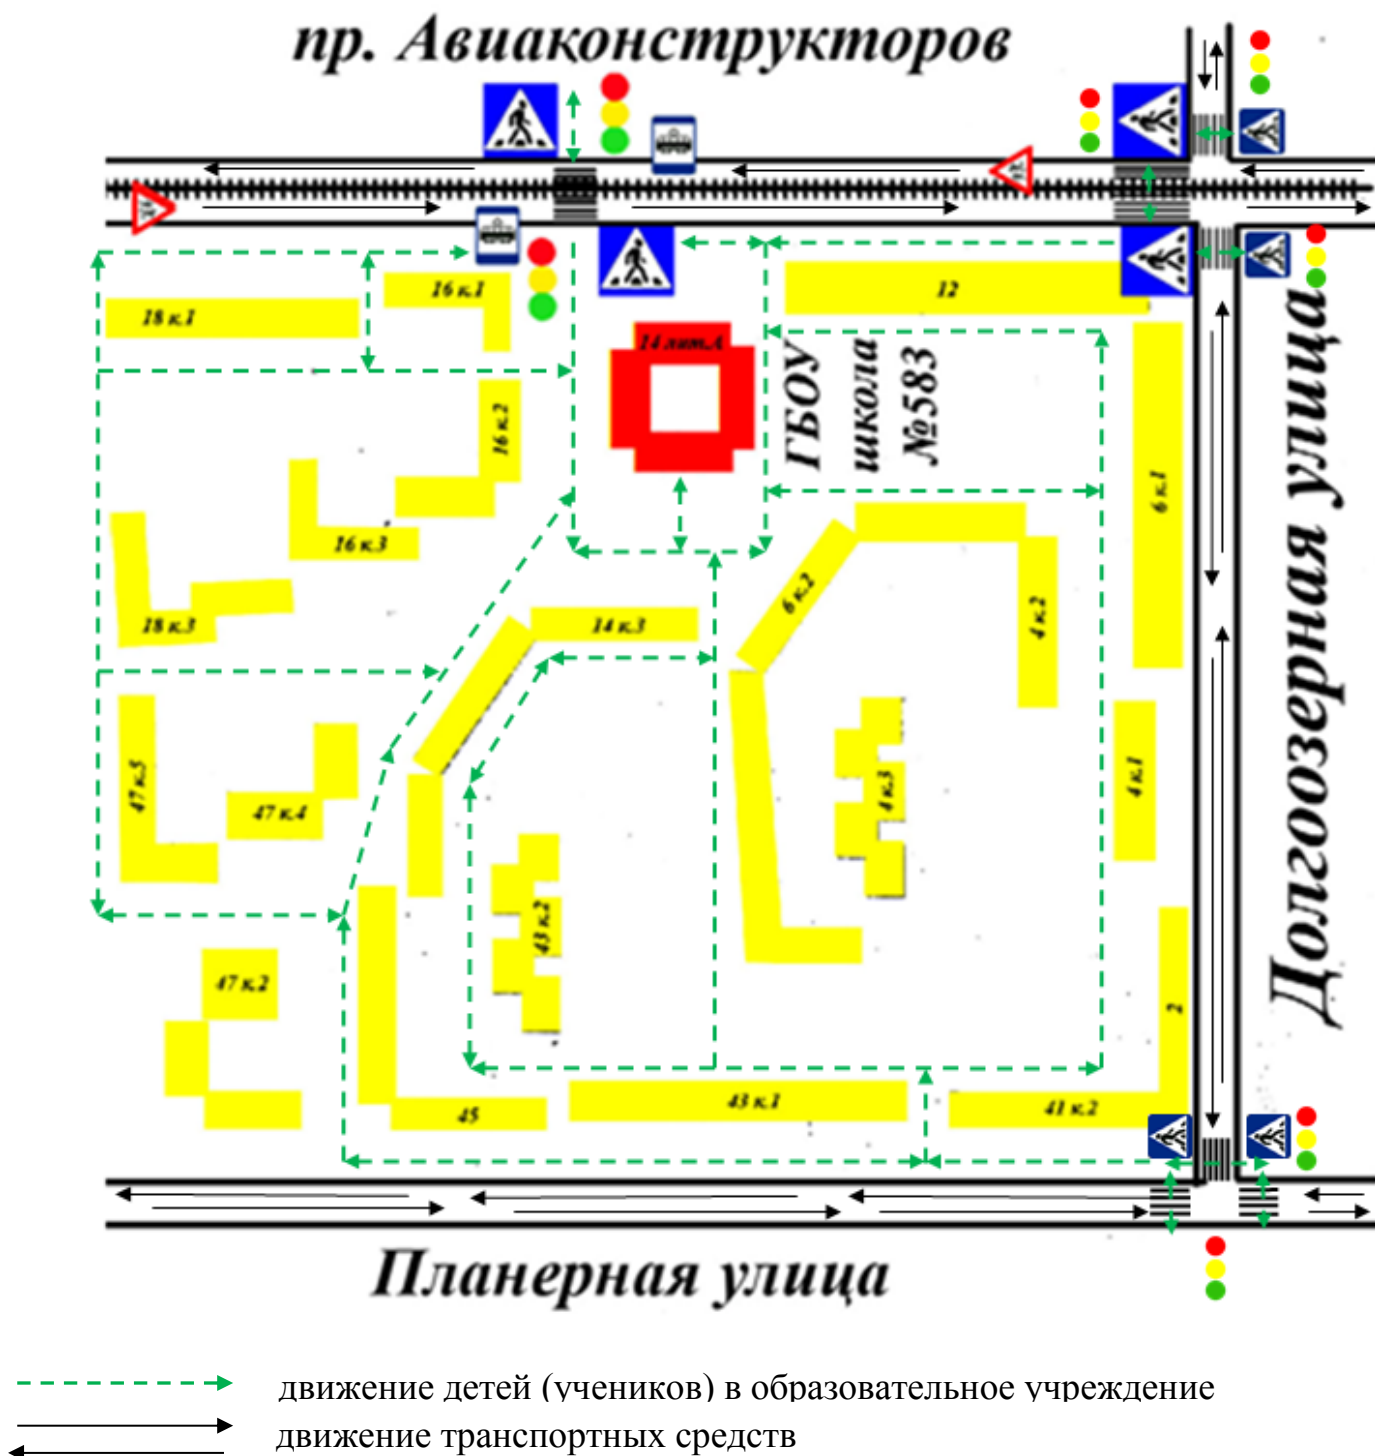 пр. Авиаконструкторов
18 к.1
16 к.1
12
14 лит.А
ГБОУ
школа
№583
16 к.2
6 к.1
16 к.3
18 к.3
14 к.3
6 к.2
4 к.2
47 к.5
47 к.4
4 к.3
4 к.1
43 к.2
47 к.2
2
45
43 к.1
41 к.2
Долгоозерная улица
Планерная улица
движение детей (учеников) в образовательное учреждение
движение транспортных средств